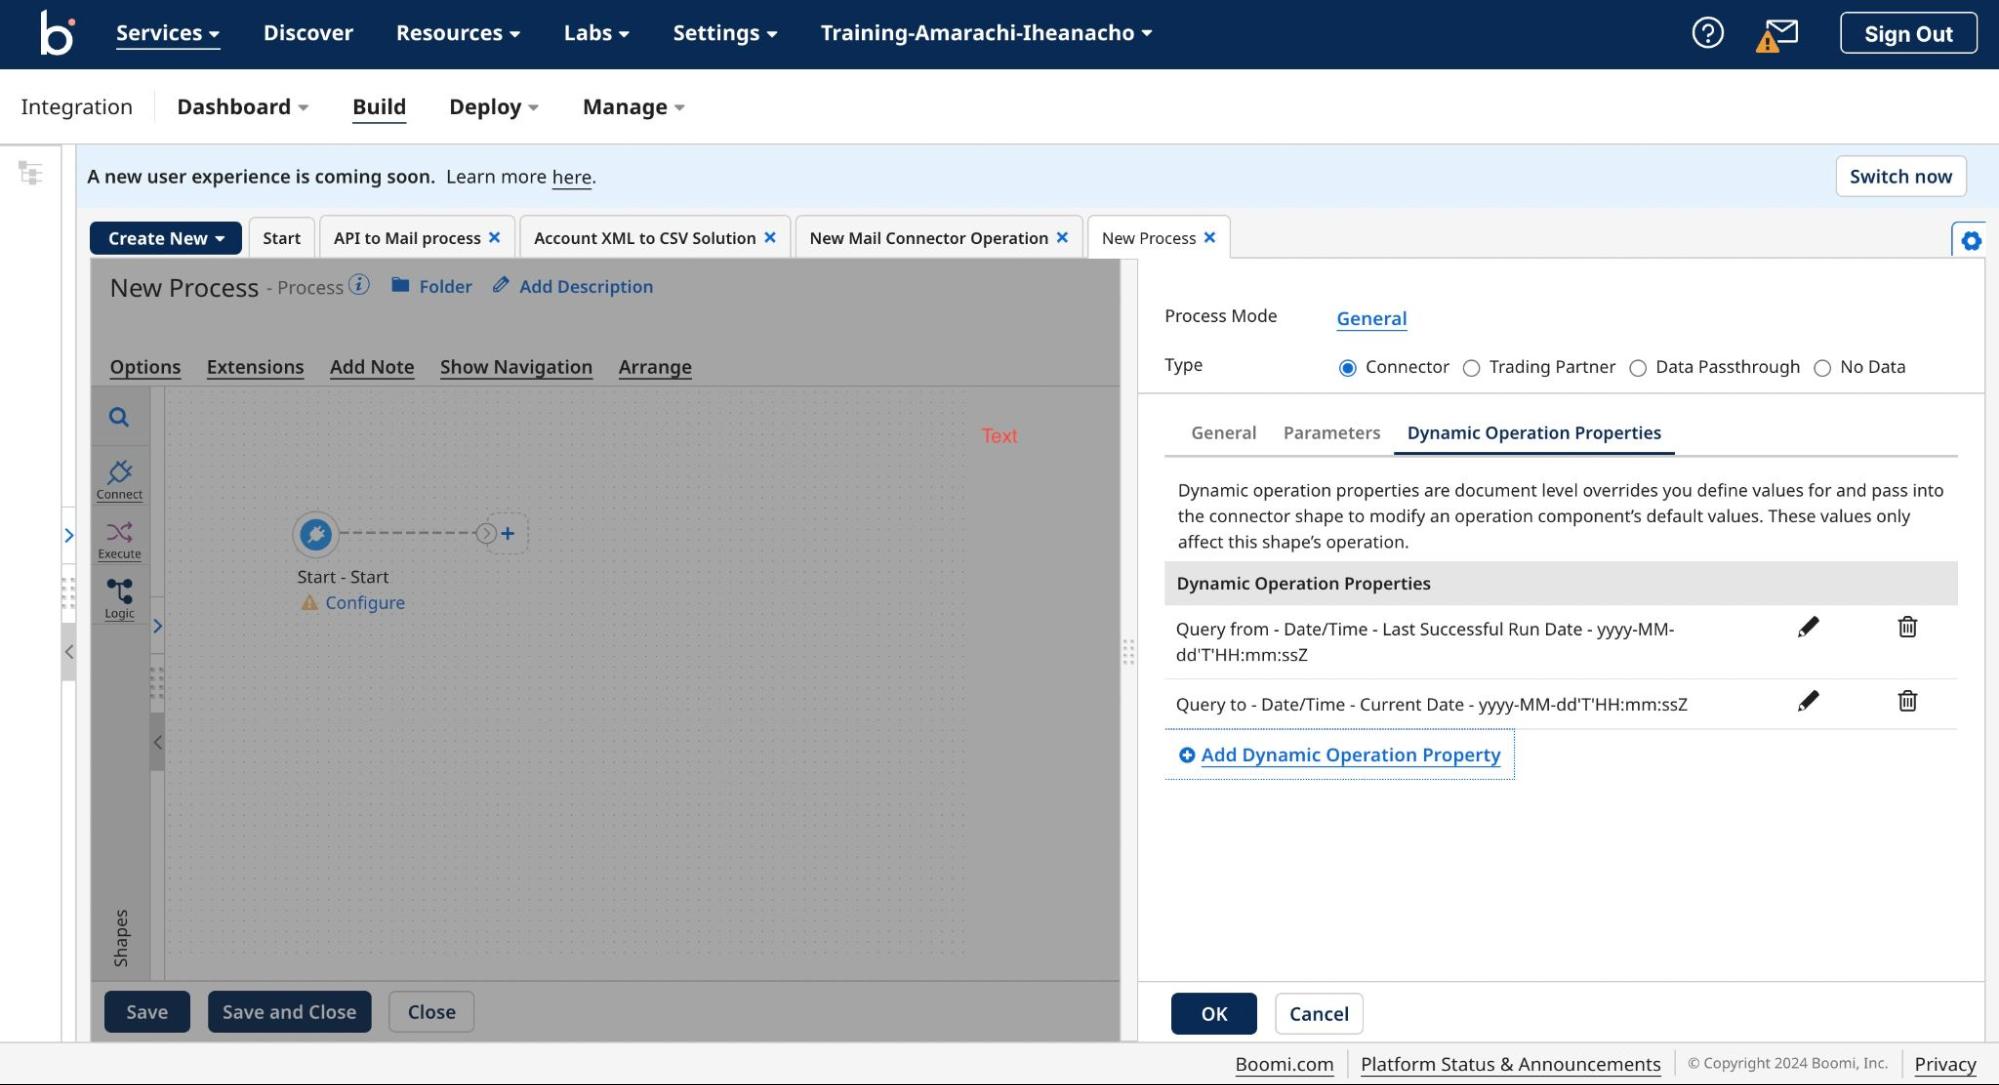 b
Services Discover Resources Labs Settings Training-Amarachi-Iheanacho Sign Out
Integration Dashboard Build Deploy Manage
A new user experience is coming soon. Learn more here. Switch now
Create New Start API to Mail process Account XML to CSV Solution New Mail Connector Operation New Process
New Process - Process Folder Add Description
Options Extensions Add Note Show Navigation Arrange
Connect
Execute
Logic
Shapes
Text
Start - Start
Configure
Save Save and Close Close
Process Mode General
Type Connector Trading Partner Data Passthrough No Data
General Parameters Dynamic Operation Properties
Dynamic operation properties are document level overrides you define values for and pass into
the connector shape to modify an operation component's default values. These values only
affect this shape's operation.
Dynamic Operation Properties
Query from - Date/Time - Last Successful Run Date - yyyy-MM-
dd'T'HH:mm:ssZ
Query to - Date/Time - Current Date - yyyy-MM-dd'T'HH:mm:ssZ
Add Dynamic Operation Property
OK Cancel
Boomi.com Platform Status & Announcements © Copyright 2024 Boomi, Inc. Privacy